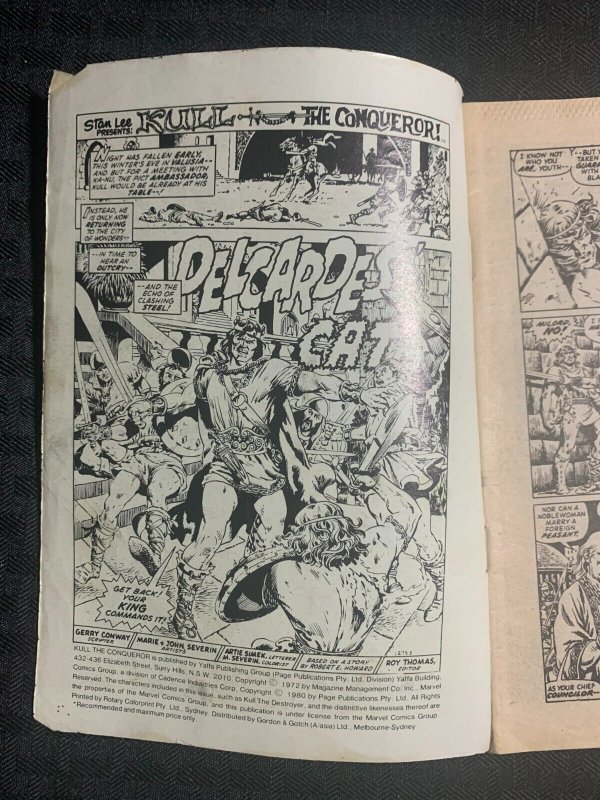 Stan Lee
PRESENTS:
KULL THE CONQUEROR!
NIGHT HAS FALLEN EARLY
THIS WINTER'S EVE IN VALUSIA--
AND BUT FOR A MEETING WITH
KA-NU, THE PICT AMBASSADOR,
KULL WOULD BE ALREADY AT HIS
TABLE--!
INSTEAD, HE
IS ONLY NOW
RETURNING
TO THE CITY
OF WONDERS--
--IN TIME TO
HEAR AN
OUTCRY--
--AND THE
ECHO OF
CLASHING
STEEL!
DELCARDES'
CAT
GET BACK!
YOUR
KING
COMMANDS IT!
GERRY CONWAY
SCRIPTER
MARIE + JOHN SEVERIN
ARTISTS
ARTIE SIMEK, LETTERER
M. SEVERIN, COLORIST
BASED ON A STORY
BY ROBERT E. HOWARD
ROY THOMAS,
EDITOR
KULL THE CONQUEROR is published by Yaffa Publishing Group (Page Publications Pty. Ltd. Division) Yaffa Building,
432-436 Elizabeth Street, Surry Hills, N.S.W. 2010. Copyright © 1972 by Magazine Management Co. Inc., Marvel
Comics Group, a division of Cadence Industries Corp. Copyright © 1980 by Page Publications Pty. Ltd. All Rights
Reserved. The characters included in this issue, such as Kull The Destroyer, and the distinctive likenesses thereof are
the properties of the Marvel Comics Group, and this publication is under license from the Marvel Comics Group
Printed by Rotary Colorprint Pty. Ltd., Sydney. Distributed by Gordon & Gotch (A/asia) Ltd., Melbourne-Sydney.
*Recommended and maximum price only.
I KNOW NOT
WHO YOU
ARE, YOUTH--
--BUT
TAKEN
WITH
MILORD,
NO!
NOR CAN A
NOBLEWOMAN
MARRY A
FOREIGN
PEASANT.
AS YOUR CHIEF
COUNCILOR--